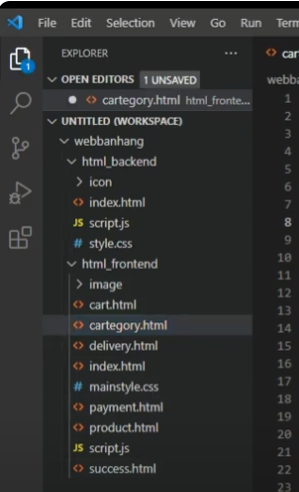 File Edit Selection View Go Run Term
EXPLORER ... car
OPEN EDITORS 1 UNSAVED
cartegory.html html_fronte... webba
UNTITLED (WORKSPACE)
webbanhang
html_backend
icon
index.html
JS script.js
# style.css
html_frontend
image
cart.html
cartegory.html
delivery.html
index.html
# mainstyle.css
payment.html
product.html
JS script.js
success.html
1
1
2
3
4
5
6
7
8
9
10
11
12
13
14
15
16
17
18
19
20
21
22
23